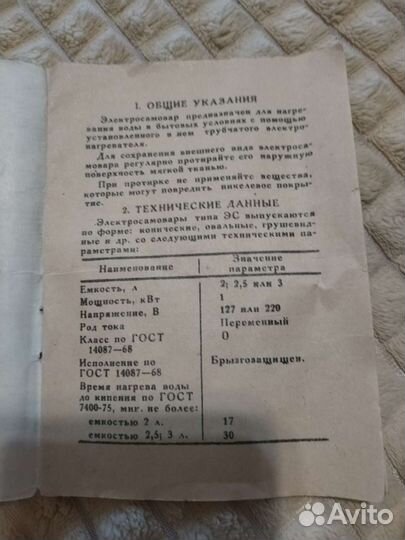 1. ОБЩИЕ УКАЗАНИЯ
Электросамовар предназначен для нагре-
вания воды в бытовых условиях с помощью
установленного в нем трубчатого электро-
нагревателя.
Для сохранения внешнего вида электроса-
мовара регулярно протирайте его наружную
поверхность мягкой тканью.
При протирке не применяйте вещества,
которые могут повредить никелевое покры-
тие.
2. ТЕХНИЧЕСКИЕ ДАННЫЕ
Электросамовары типа ЭС выпускаются
по форме: конические, овальные, грушевид-
ные и др. со следующими техническими па-
раметрами:
Наименование Значение параметра
Емкость, л 2; 2,5 или 3
Мощность, кВт 1
Напряжение, В 127 или 220
Род тока Переменный
Класс по ГОСТ 0
14087—68
Исполнение по Брызгозащищен.
ГОСТ 14087—68
Время нагрева воды
до кипения по ГОСТ
7400-75, мин. не более:
емкостью 2 л. 17
емкостью 2,5; 3 л. 30
Avito